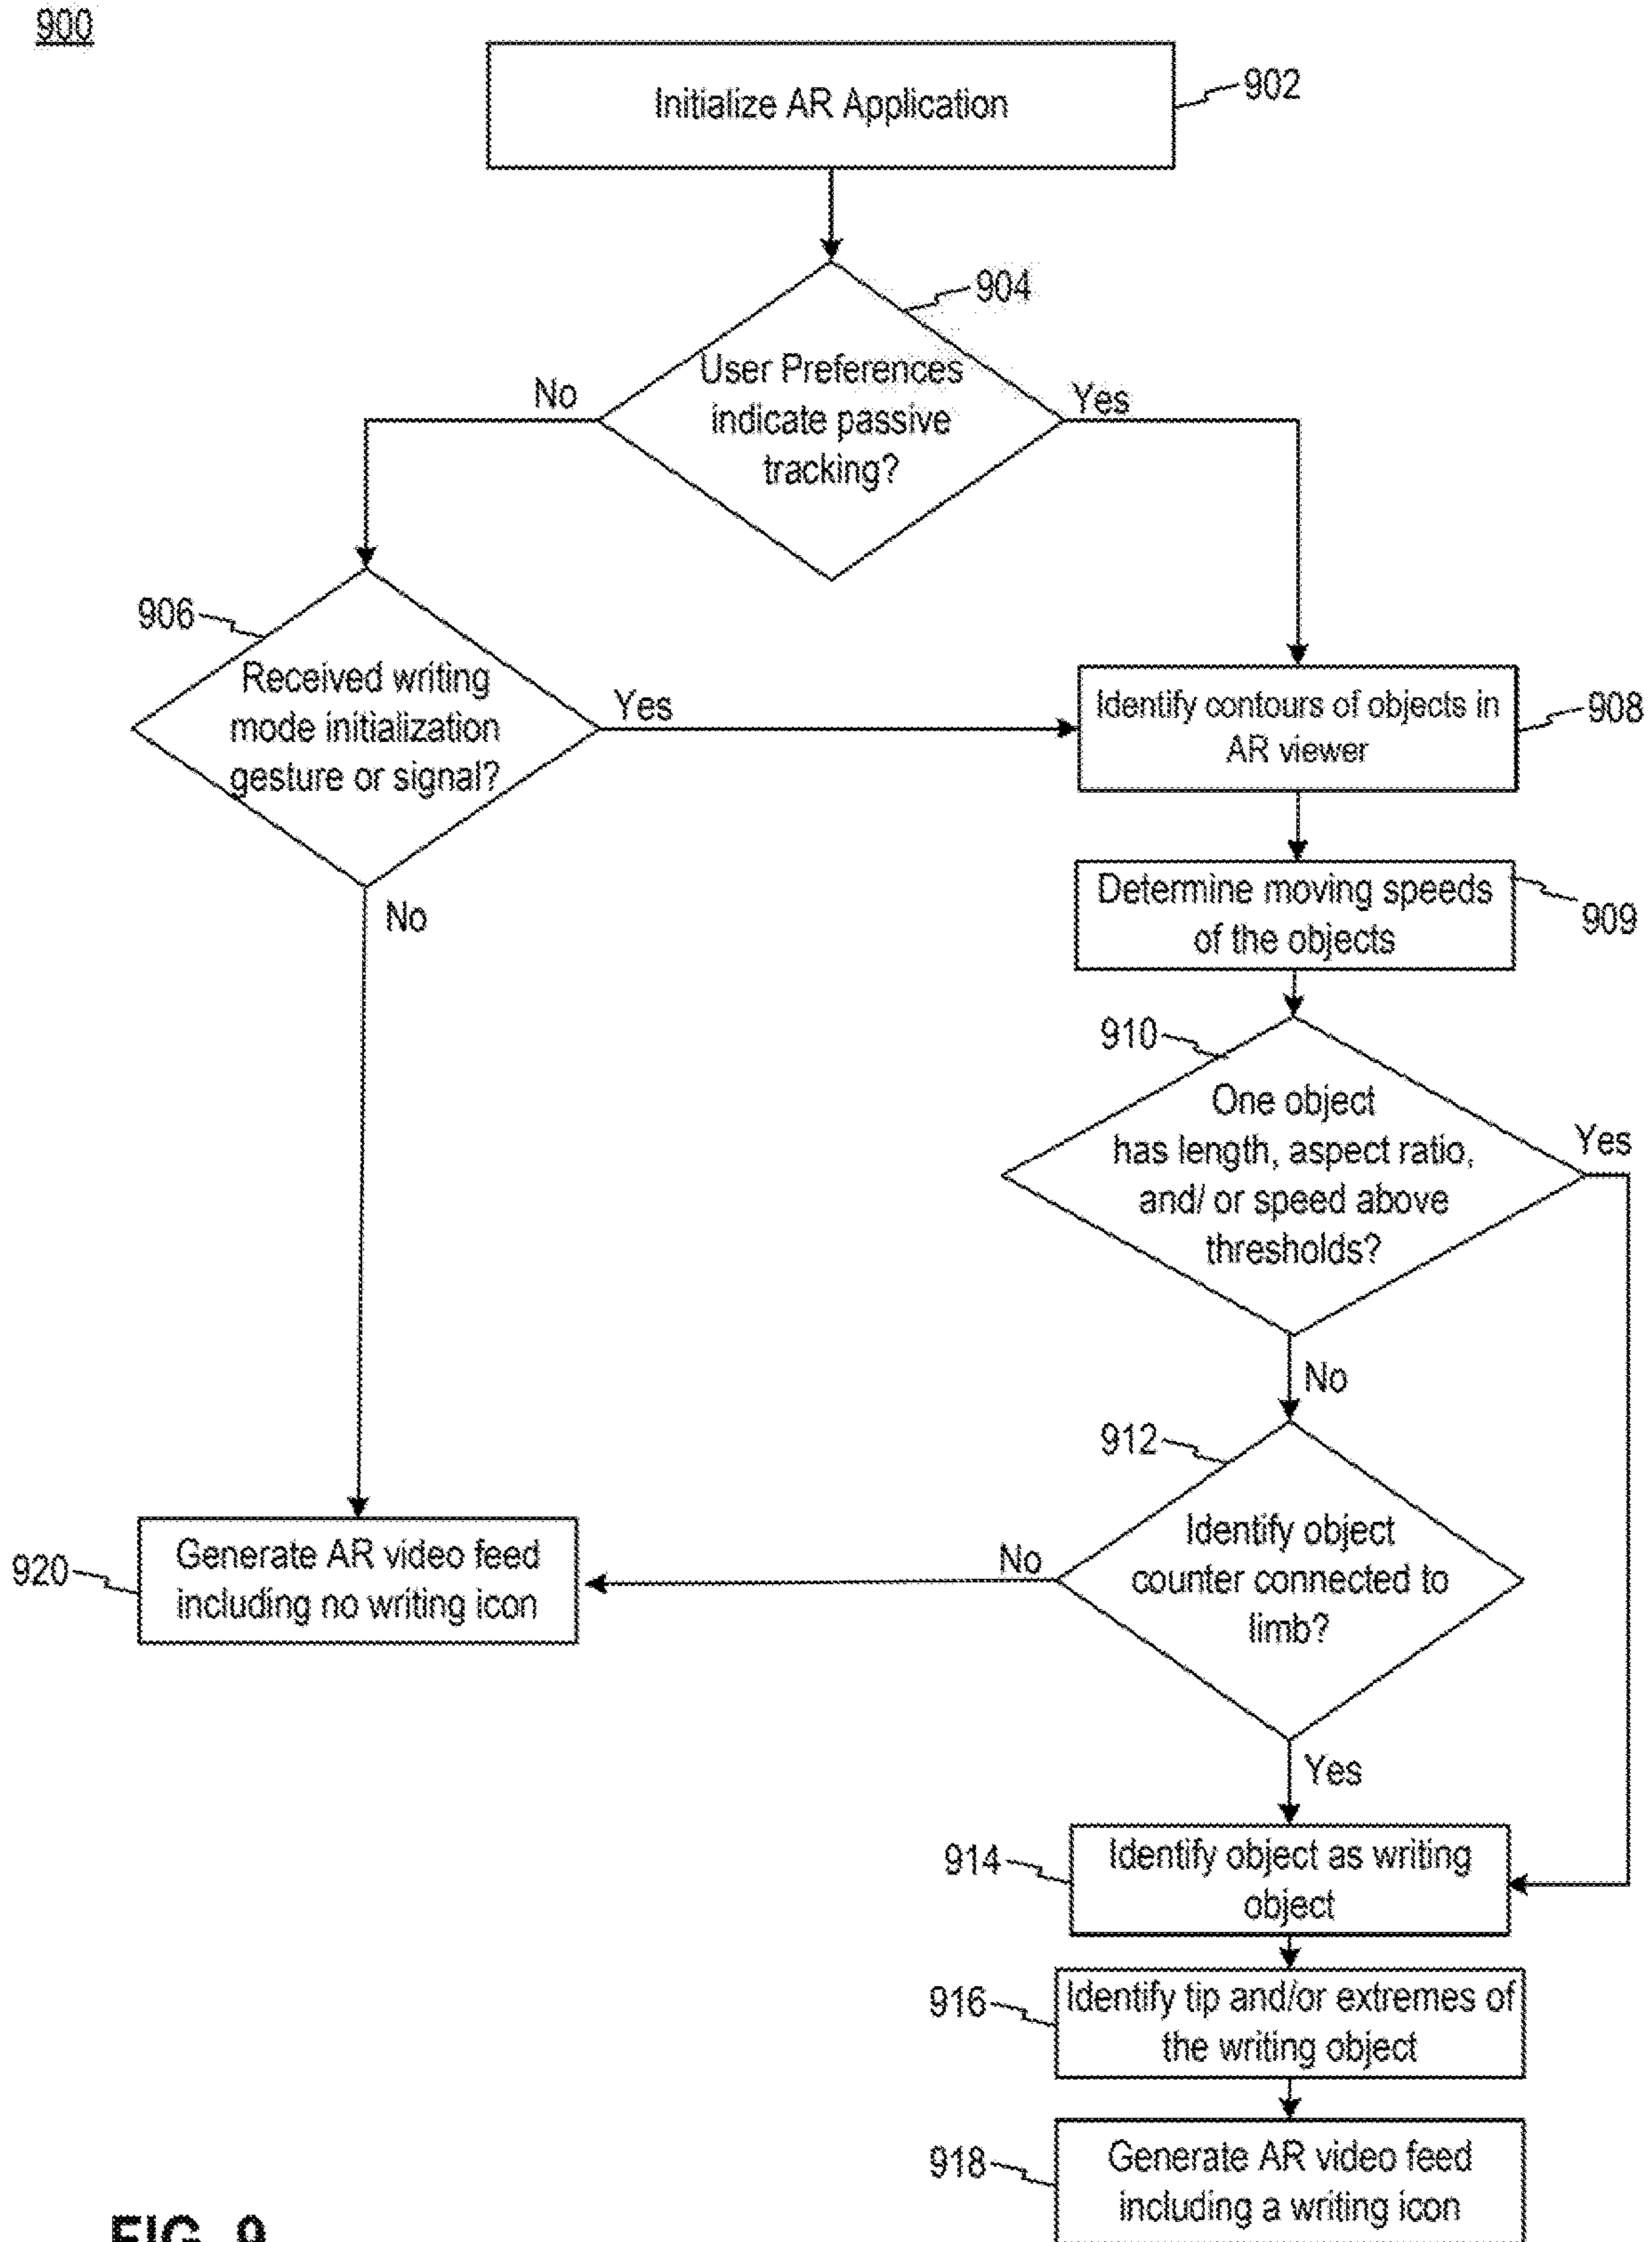 900
Initialize AR Application
902
904
User Preferences
indicate passive
tracking?
No
Yes
906
Received writing
mode initialization
gesture or signal?
Yes
No
Identify contours of objects in
AR viewer
908
Determine moving speeds
of the objects
909
910
One object
has length, aspect ratio,
and/ or speed above
thresholds?
Yes
No
912
Identify object
counter connected to
limb?
No
Yes
920
Generate AR video feed
including no writing icon
914
Identify object as writing
object
916
Identify tip and/or extremes of
the writing object
918
Generate AR video feed
including a writing icon
FIG. 9